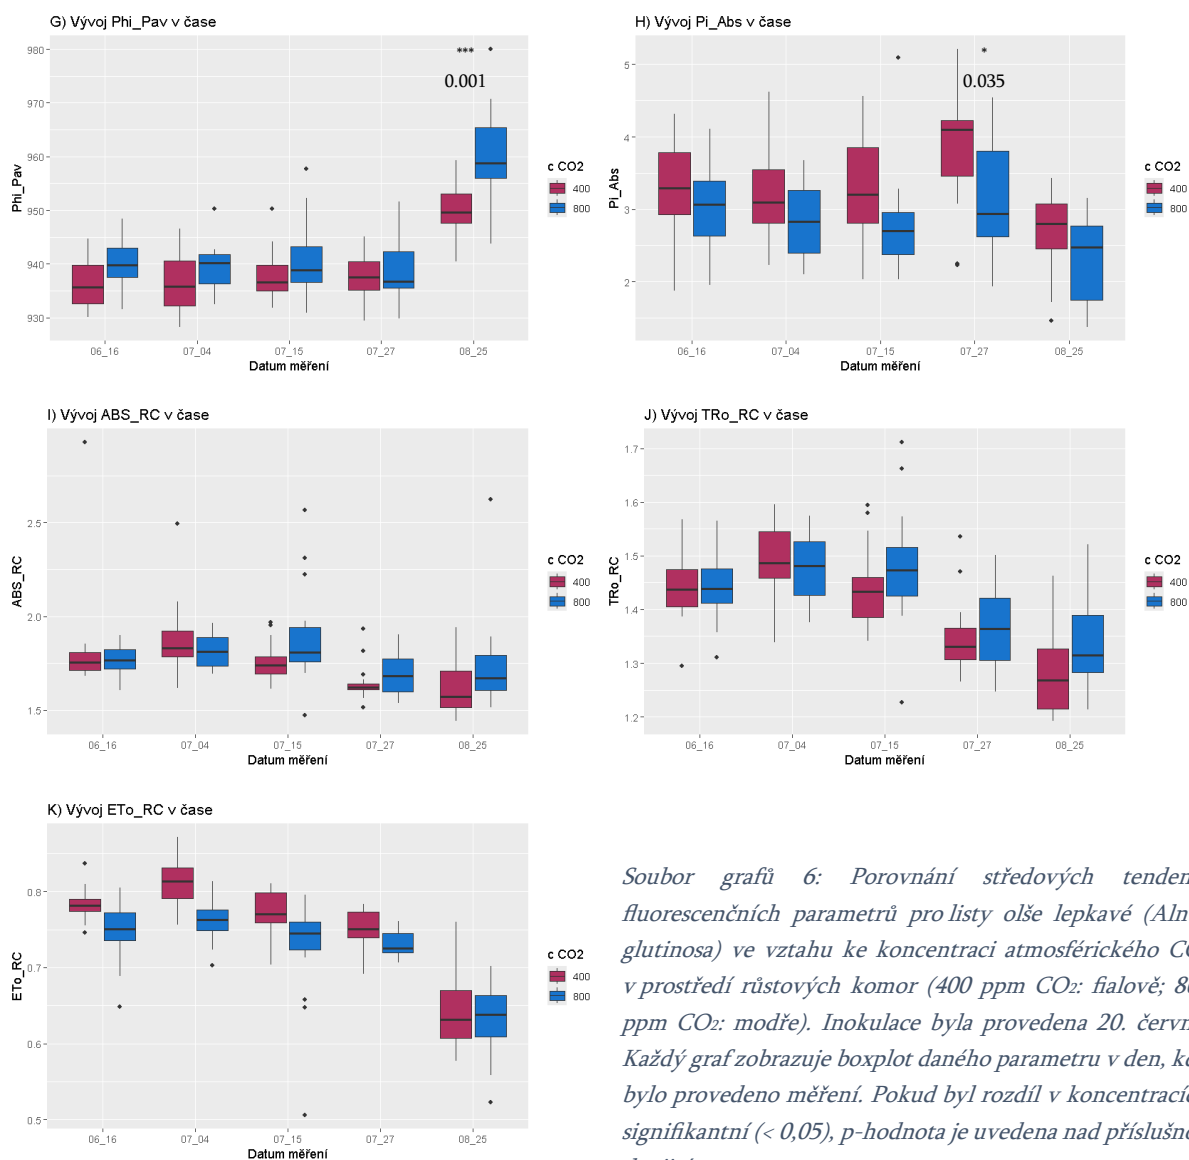 G) Vývoj Phi_Pav v čase
980
970
960
950
940
930
Phi_Pav
***
0.001
06_16 07_04 07_15 07_27 08_25
Datum měření
c CO2
400
800
H) Vývoj Pi_Abs v čase
5
4
3
2
Pi_Abs
*
0.035
06_16 07_04 07_15 07_27 08_25
Datum měření
c CO2
400
800
I) Vývoj ABS_RC v čase
2.5
2.0
1.5
ABS_RC
06_16 07_04 07_15 07_27 08_25
Datum měření
c CO2
400
800
J) Vývoj TRo_RC v čase
1.7
1.6
1.5
1.4
1.3
1.2
TRo_RC
06_16 07_04 07_15 07_27 08_25
Datum měření
c CO2
400
800
K) Vývoj ETo_RC v čase
0.8
0.7
0.6
0.5
ETo_RC
06_16 07_04 07_15 07_27 08_25
Datum měření
c CO2
400
800
Soubor grafů 6: Porovnání středových tenden
fluorescenčních parametrů pro listy olše lepkavé (Aln
glutinosa) ve vztahu ke koncentraci atmosférického C
v prostředí růstových komor (400 ppm CO2: fialově; 8
ppm CO2: modře). Inokulace byla provedena 20. červn
Každý graf zobrazuje boxplot daného parametru v den, k
bylo provedeno měření. Pokud byl rozdíl v koncentrací
signifikantní (< 0,05), p-hodnota je uvedena nad příslušn